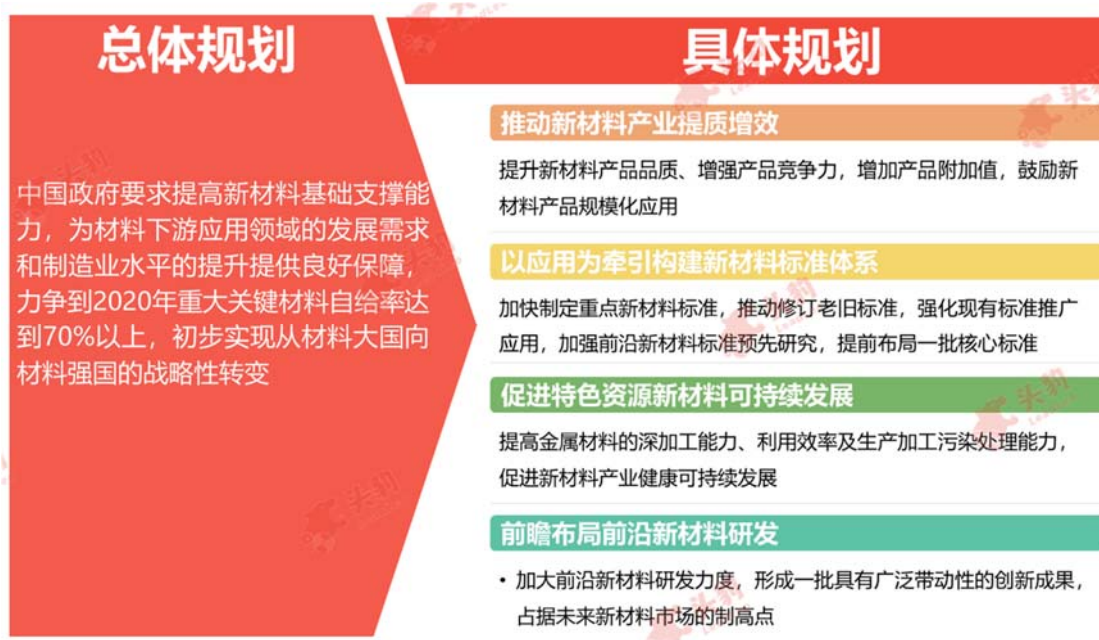 总体规划
中国政府要求提高新材料基础支撑能
力，为材料下游应用领域的发展需求
和制造业水平的提升提供良好保障，
力争到2020年重大关键材料自给率达
到70%以上，初步实现从材料大国向
材料强国的战略性转变
具体规划
推动新材料产业提质增效
提升新材料产品品质、增强产品竞争力，增加产品附加值，鼓励新
材料产品规模化应用
以应用为牵引构建新材料标准体系
加快制定重点新材料标准，推动修订老旧标准，强化现有标准推广
应用，加强前沿新材料标准预先研究，提前布局一批核心标准
促进特色资源新材料可持续发展
提高金属材料的深加工能力、利用效率及生产加工污染处理能力，
促进新材料产业健康可持续发展
前瞻布局前沿新材料研发
• 加大前沿新材料研发力度，形成一批具有广泛带动性的创新成果，
占据未来新材料市场的制高点
头豹
头豹
头豹
头豹